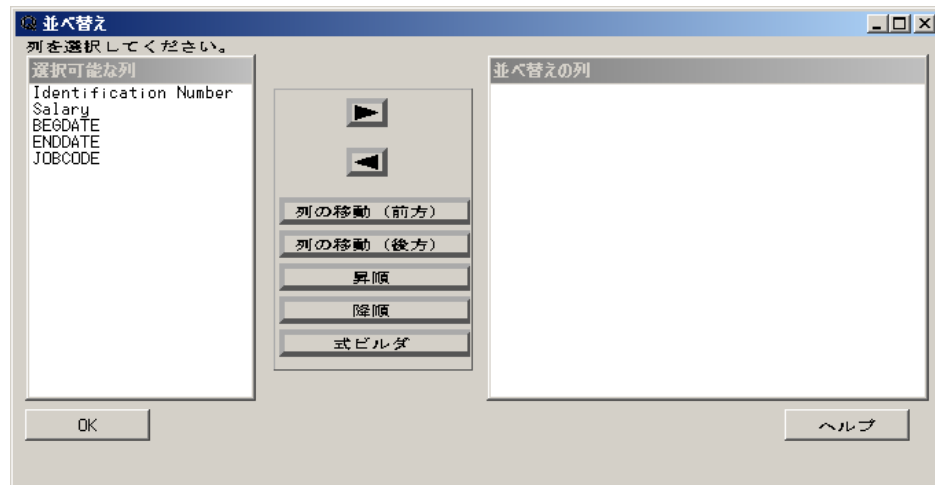 並べ替え
列を選択してください。
選択可能な列
Identification Number
Salary
BEGDATE
ENDDATE
JOBCODE
列の移動（前方）
列の移動（後方）
昇順
降順
式ビルダ
並べ替えの列
OK
ヘルプ